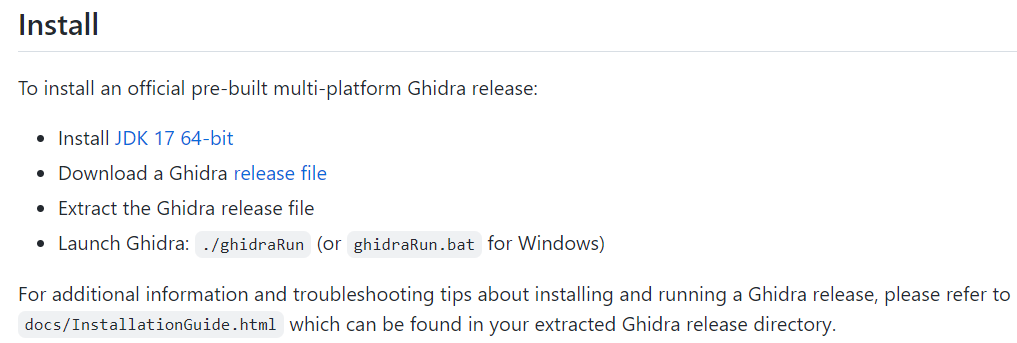 Install
To install an official pre-built multi-platform Ghidra release:
• Install JDK 17 64-bit
• Download a Ghidra release file
• Extract the Ghidra release file
• Launch Ghidra: ./ghidraRun (or ghidraRun.bat for Windows)
For additional information and troubleshooting tips about installing and running a Ghidra release, please refer to
docs/InstallationGuide.html which can be found in your extracted Ghidra release directory.